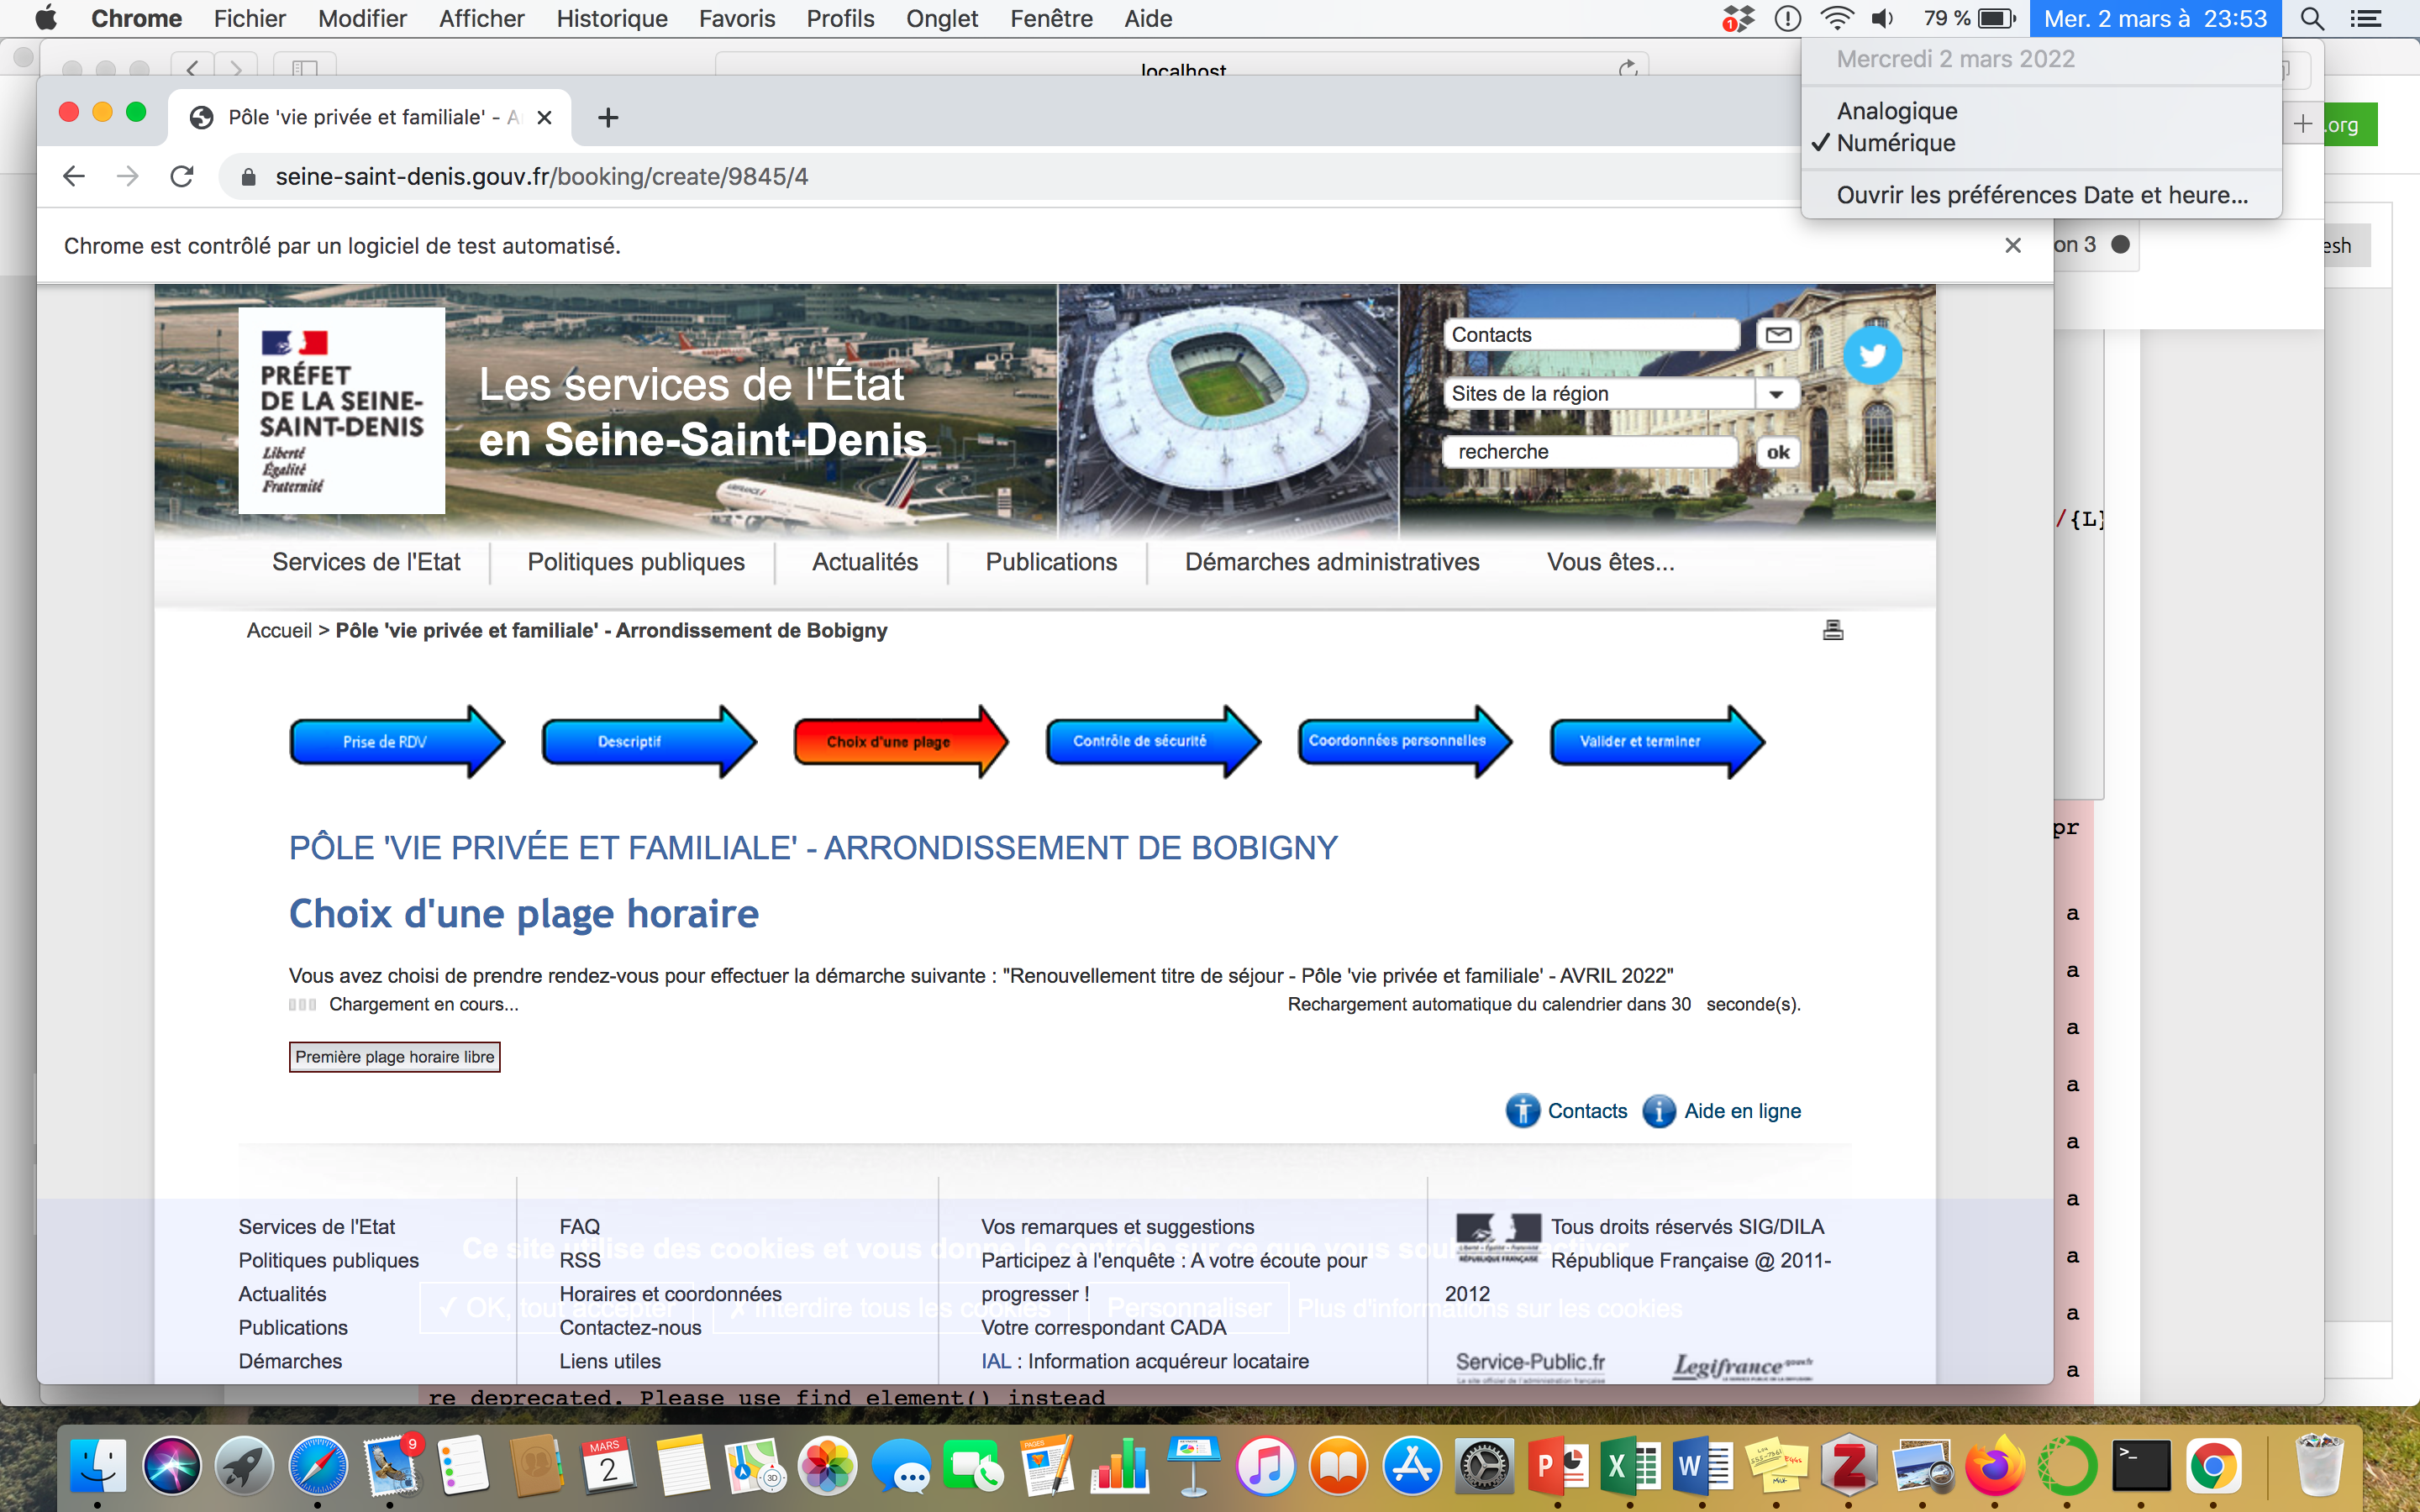 Chrome Fichier Modifier Afficher Historique Favoris Profils Onglet Fenêtre Aide 1 79 % Mer. 2 mars à 23:53
Mercredi 2 mars 2022
Analogique
✓ Numérique
Ouvrir les préférences Date et heure...
localhost
Pôle 'vie privée et familiale' - A
.org
seine-saint-denis.gouv.fr/booking/create/9845/4
Chrome est contrôlé par un logiciel de test automatisé.
on 3
esh
PRÉFET
DE LA SEINE-
SAINT-DENIS
Liberté
Égalité
Fraternité
Les services de l'État
en Seine-Saint-Denis
Contacts
Sites de la région
recherche
ok
/{L}
Services de l'Etat
Politiques publiques
Actualités
Publications
Démarches administratives
Vous êtes...
Accueil > Pôle 'vie privée et familiale' - Arrondissement de Bobigny
Prise de RDV
Descriptif
Choix d'une plage
Contrôle de sécurité
Coordonnées personnelles
Valider et terminer
PÔLE 'VIE PRIVÉE ET FAMILIALE' - ARRONDISSEMENT DE BOBIGNY
pr
Choix d'une plage horaire
a
Vous avez choisi de prendre rendez-vous pour effectuer la démarche suivante : "Renouvellement titre de séjour - Pôle 'vie privée et familiale' - AVRIL 2022"
a
Chargement en cours...
Rechargement automatique du calendrier dans 30 seconde(s).
a
Première plage horaire libre
a
Contacts
Aide en ligne
a
a
a
a
a
Services de l'Etat
Politiques publiques
Actualités
Publications
Démarches
FAQ
RSS
Horaires et coordonnées
Contactez-nous
Liens utiles
Vos remarques et suggestions
Participez à l'enquête : A votre écoute pour
progresser !
Votre correspondant CADA
IAL : Information acquéreur locataire
Tous droits réservés SIG/DILA
République Française @ 2011-
2012
RÉPUBLIQUE FRANÇAISE
Service-Public.fr
Legifrance
Ce site utilise des cookies et vous donne le contrôle sur ce que vous souhaitez activer
✓ OK, tout accepter
✗ Interdire tous les cookies
Personnaliser
Plus d'informations sur les cookies
re deprecated. Please use find_element() instead
9
MARS
2
3D
PAGES
P
X
W
Z
>_